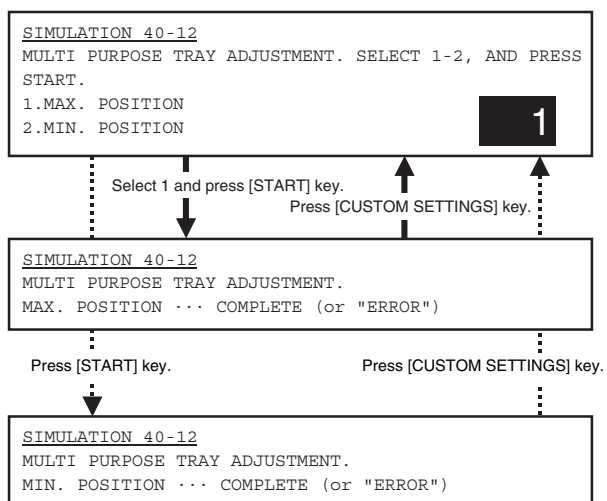 SIMULATION 40-12
MULTI PURPOSE TRAY ADJUSTMENT. SELECT 1-2, AND PRESS
START.
1.MAX. POSITION
2.MIN. POSITION
1
Select 1 and press [START] key.
Press [CUSTOM SETTINGS] key.
SIMULATION 40-12
MULTI PURPOSE TRAY ADJUSTMENT.
MAX. POSITION ··· COMPLETE (or "ERROR")
Press [START] key.
Press [CUSTOM SETTINGS] key.
SIMULATION 40-12
MULTI PURPOSE TRAY ADJUSTMENT.
MIN. POSITION ··· COMPLETE (or "ERROR")